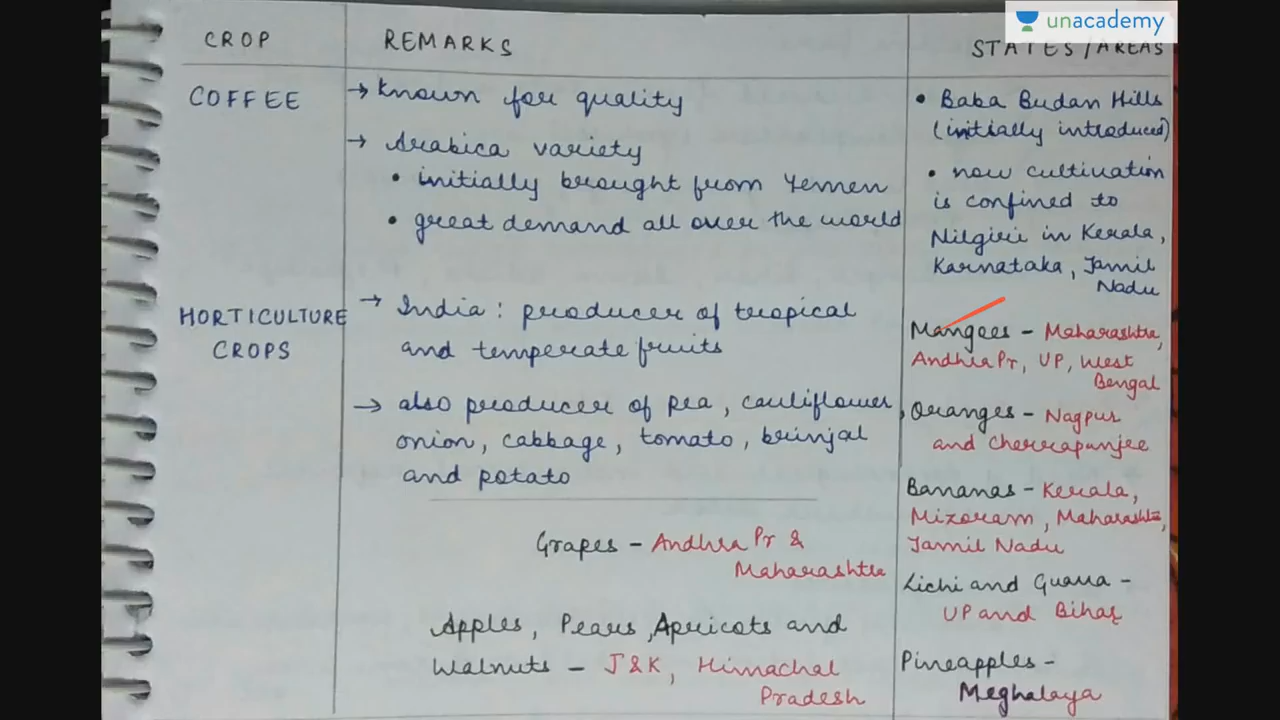 unacademy
CROP REMARKS STATES/AREAS
COFFEE
→ Known for quality
→ Arabica variety
• initially brought from Yemen
• great demand all over the world
• Baba Budan Hills
(initially introduced)
• now cultivation
is confined to
Nilgiri in Kerala,
Karnataka, Tamil
Nadu
HORTICULTURE
CROPS
→ India : producer of tropical
and temperate fruits
→ also producer of pea, cauliflower,
onion, cabbage, tomato, brinjal
and potato
Grapes - Andhra Pr &
Maharashtra
Apples, Pears, Apricots and
Walnuts - J&K, Himachal
Pradesh
Mangees - Maharashtra,
Andhra Pr, UP, West
Bengal
Oranges - Nagpur
and Cherrapunjee
Bananas - Kerala,
Mizoram, Maharashtra,
Tamil Nadu
Lichi and Guava -
UP and Bihar
Pineapples -
Meghalaya